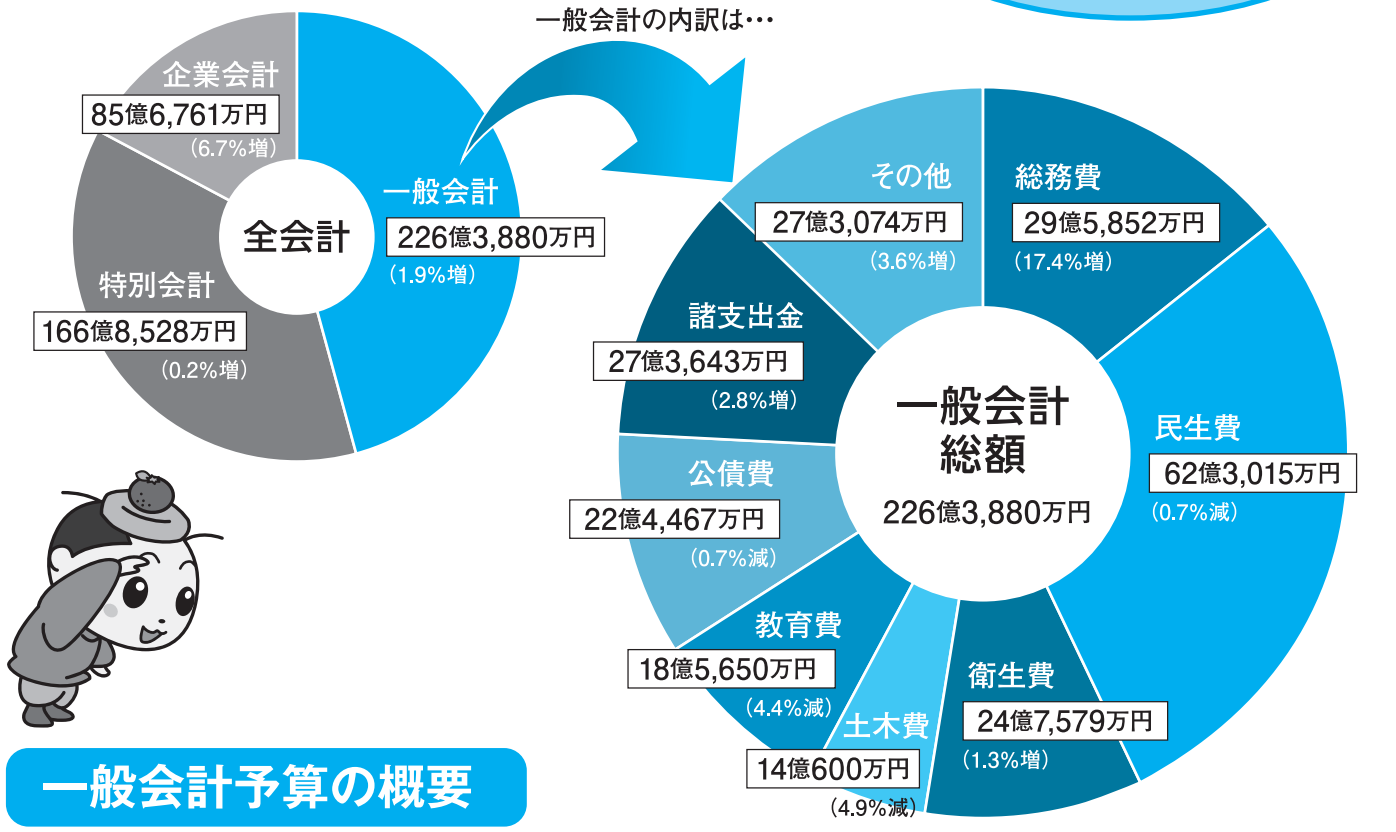 一般会計の内訳は…
企業会計
85億6,761万円
（6.7%増）
一般会計
226億3,880万円
（1.9%増）
全会計
特別会計
166億8,528万円
（0.2%増）
その他
27億3,074万円
（3.6%増）
総務費
29億5,852万円
（17.4%増）
諸支出金
27億3,643万円
（2.8%増）
一般会計
総額
226億3,880万円
民生費
62億3,015万円
（0.7%減）
公債費
22億4,467万円
（0.7%減）
教育費
18億5,650万円
（4.4%減）
土木費
14億600万円
（4.9%減）
衛生費
24億7,579万円
（1.3%増）
一般会計予算の概要